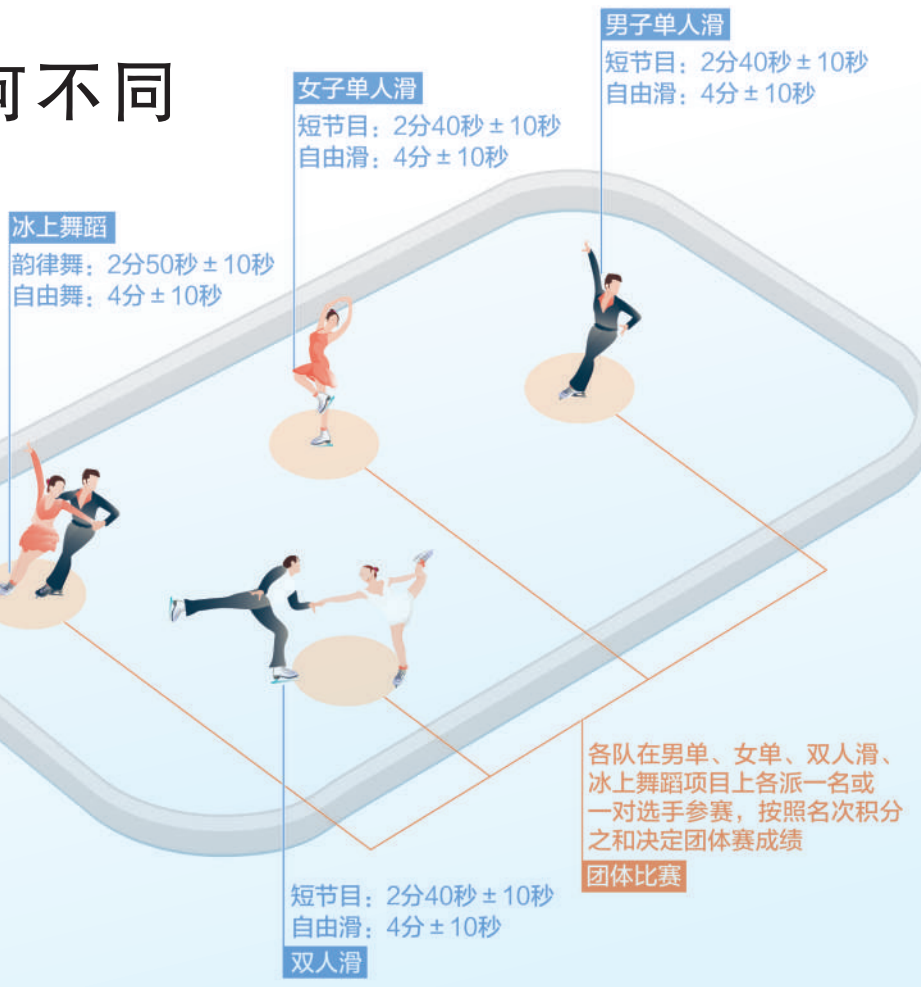 何不同
男子单人滑
短节目：2分40秒±10秒
自由滑：4分±10秒
女子单人滑
短节目：2分40秒±10秒
自由滑：4分±10秒
冰上舞蹈
韵律舞：2分50秒±10秒
自由舞：4分±10秒
各队在男单、女单、双人滑、
冰上舞蹈项目上各派一名或
一对选手参赛，按照名次积分
之和决定团体赛成绩
团体比赛
短节目：2分40秒±10秒
自由滑：4分±10秒
双人滑